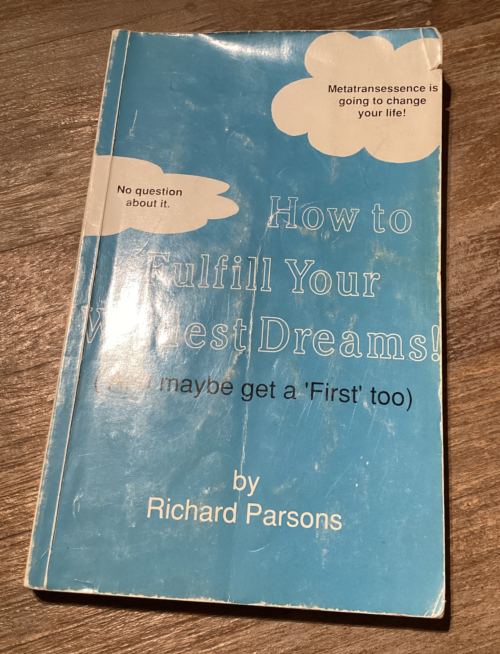 Metatransessence is
going to change
your life!
No question
about it.
How to
Fulfill Your
Wildest Dreams!
maybe get a 'First' too)
by
Richard Parsons